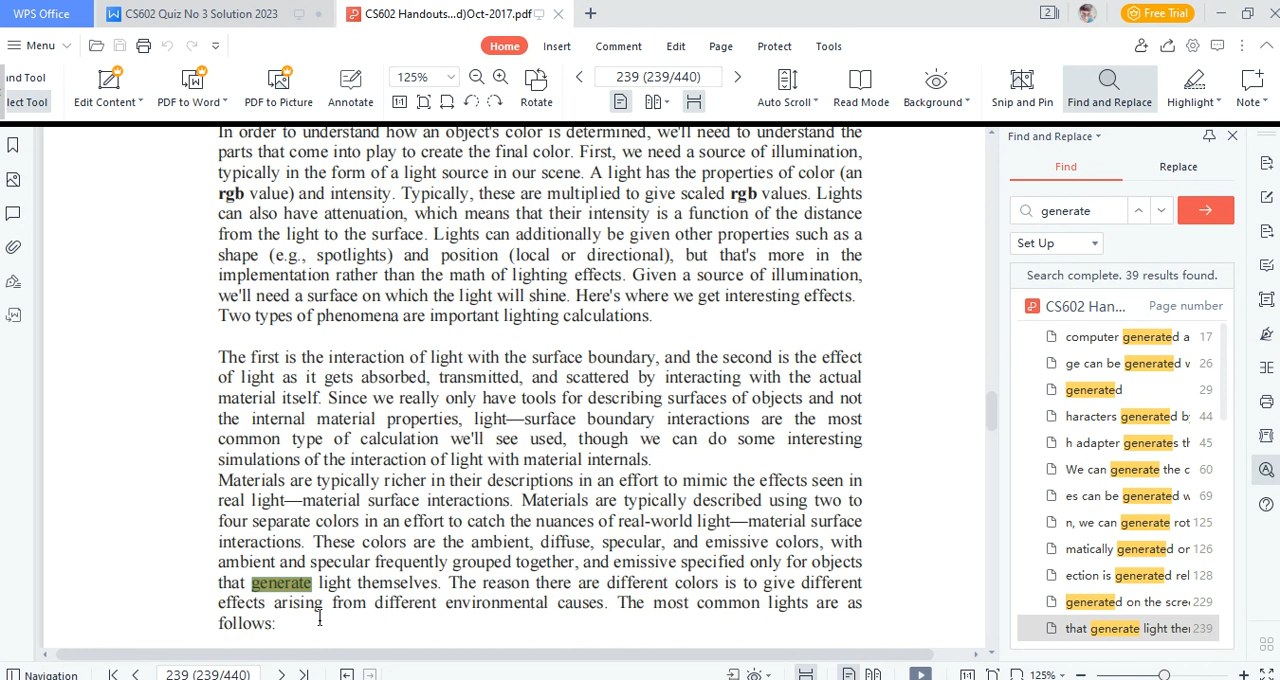 WPS Office
CS602 Quiz No 3 Solution 2023
CS602 Handouts...d)Oct-2017.pdf
Free Trial
Menu
Home
Insert
Comment
Edit
Page
Protect
Tools
and Tool
lect Tool
Edit Content
PDF to Word
PDF to Picture
Annotate
125%
Rotate
239 (239/440)
Auto Scroll
Read Mode
Background
Snip and Pin
Find and Replace
Highlight
Note
In order to understand how an object's color is determined, we'll need to understand the
parts that come into play to create the final color. First, we need a source of illumination,
typically in the form of a light source in our scene. A light has the properties of color (an
rgb value) and intensity. Typically, these are multiplied to give scaled rgb values. Lights
can also have attenuation, which means that their intensity is a function of the distance
from the light to the surface. Lights can additionally be given other properties such as a
shape (e.g., spotlights) and position (local or directional), but that's more in the
implementation rather than the math of lighting effects. Given a source of illumination,
we'll need a surface on which the light will shine. Here's where we get interesting effects.
Two types of phenomena are important lighting calculations.
The first is the interaction of light with the surface boundary, and the second is the effect
of light as it gets absorbed, transmitted, and scattered by interacting with the actual
material itself. Since we really only have tools for describing surfaces of objects and not
the internal material properties, light—surface boundary interactions are the most
common type of calculation we'll see used, though we can do some interesting
simulations of the interaction of light with material internals.
Materials are typically richer in their descriptions in an effort to mimic the effects seen in
real light—material surface interactions. Materials are typically described using two to
four separate colors in an effort to catch the nuances of real-world light—material surface
interactions. These colors are the ambient, diffuse, specular, and emissive colors, with
ambient and specular frequently grouped together, and emissive specified only for objects
that generate light themselves. The reason there are different colors is to give different
effects arising from different environmental causes. The most common lights are as
follows:
Find and Replace
Find
Replace
generate
Set Up
Search complete. 39 results found.
CS602 Han... Page number
computer generated a 17
ge can be generated v 26
generated 29
haracters generated b 44
h adapter generates th 45
We can generate the c 60
es can be generated w 69
n, we can generate rot 125
matically generated or 126
ection is generated rel 128
generated on the scre 229
that generate light the 239
Navigation
239 (239/440)
125%